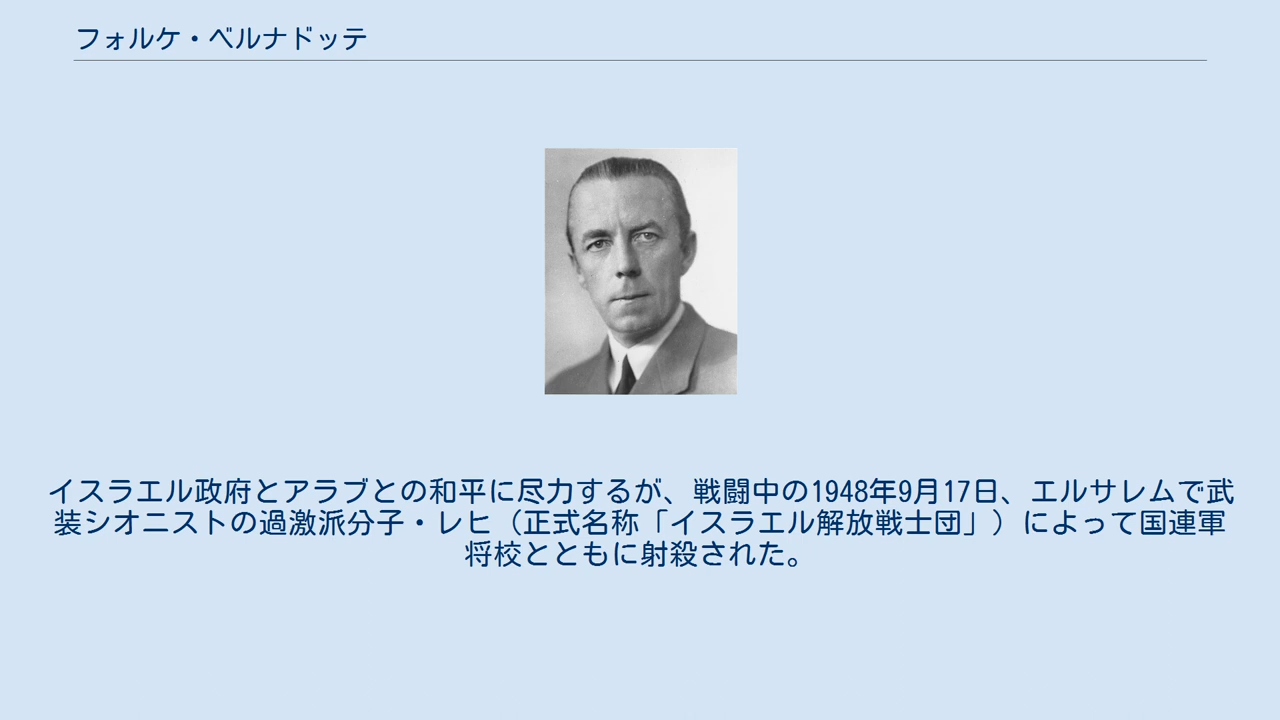 フォルケ・ベルナドッテ
イスラエル政府とアラブとの和平に尽力するが、戦闘中の1948年9月17日、エルサレムで武
装シオニストの過激派分子・レヒ（正式名称「イスラエル解放戦士団」）によって国連軍
将校とともに射殺された。